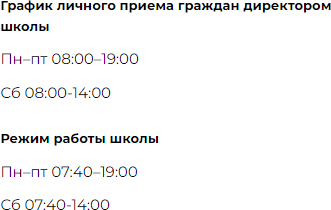 График личного приема граждан директором
школы
Пн–пт 08:00–19:00
Сб 08:00-14:00
Режим работы школы
Пн–пт 07:40–19:00
Сб 07:40-14:00